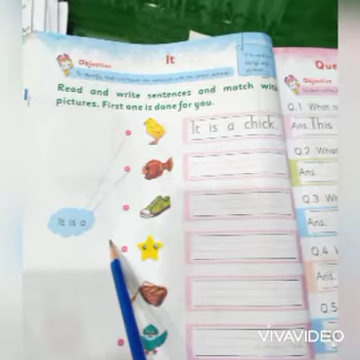 It
Objective
Read and write sentences and match with
pictures. First one is done for you.
It is a chick
It is a
Que
Objective
Q.1 What is
Ans. This
Q.2 What
Ans.
Q.3 Wh
Ans.
Q.4 W
Ans.
Q.5
VIVAVIDEO